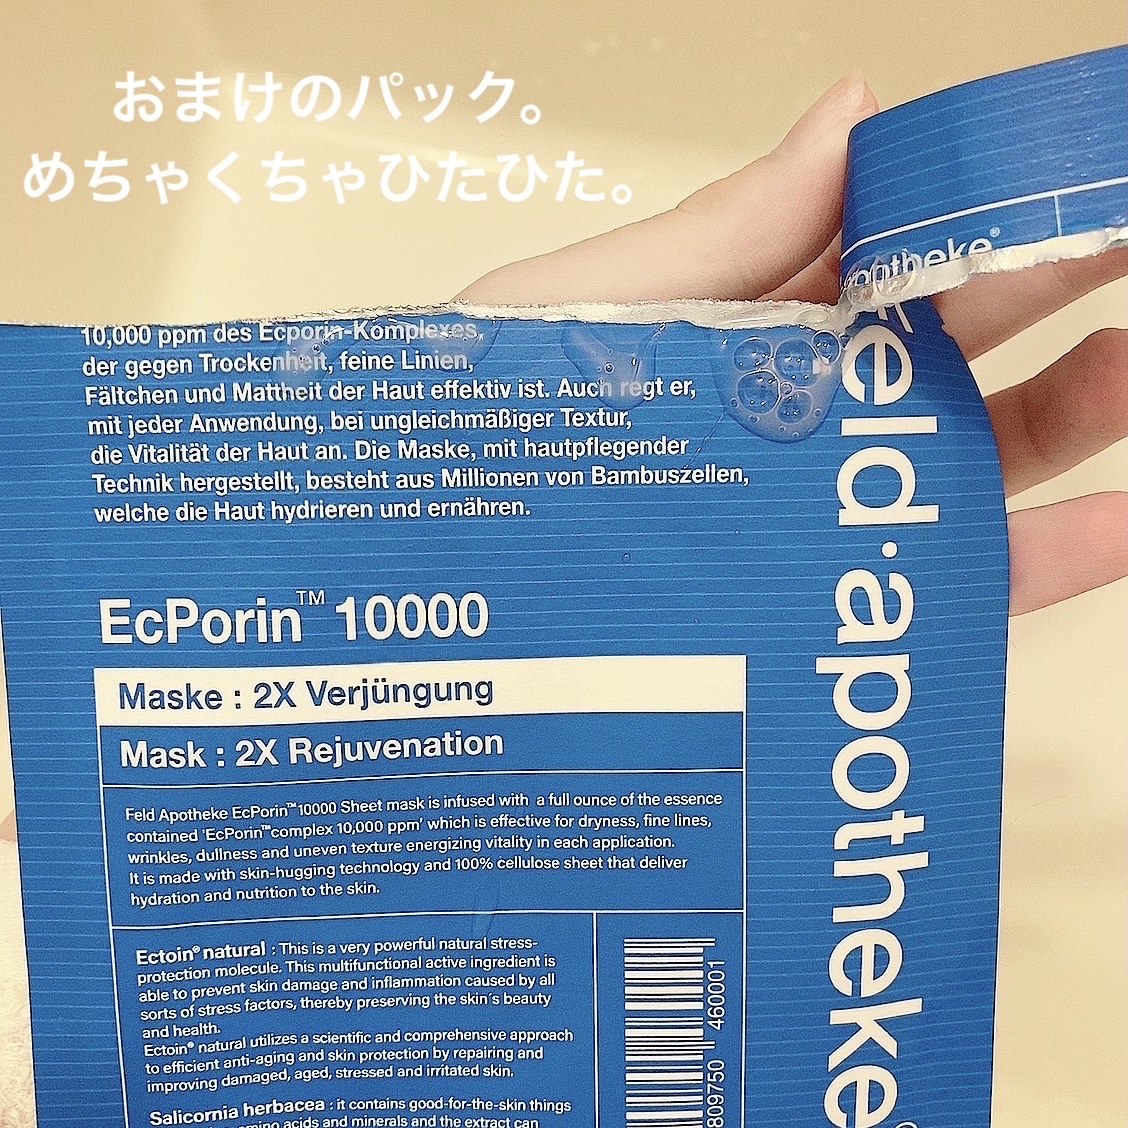 おまけのパック。
めちゃくちゃひたひた。
apotheke®
10,000 ppm des Ecporin-Komplexes,
der gegen Trockenheit, feine Linien,
Fältchen und Mattheit der Haut effektiv ist. Auch regt er,
mit jeder Anwendung, bei ungleichmäßiger Textur,
die Vitalität der Haut an. Die Maske, mit hautpflegender
Technik hergestellt, besteht aus Millionen von Bambuszellen,
welche die Haut hydrieren und ernähren.
EcPorin™ 10000
Maske : 2X Verjüngung
Mask : 2X Rejuvenation
Feld Apotheke EcPorin™10000 Sheet mask is infused with a full ounce of the essence
contained 'EcPorin™complex 10,000 ppm' which is effective for dryness, fine lines,
wrinkles, dullness and uneven texture energizing vitality in each application.
It is made with skin-hugging technology and 100% cellulose sheet that deliver
hydration and nutrition to the skin.
Ectoin® natural : This is a very powerful natural stress-
protection molecule. This multifunctional active ingredient is
able to prevent skin damage and inflammation caused by all
sorts of stress factors, thereby preserving the skin´s beauty
and health.
Ectoin® natural utilizes a scientific and comprehensive approach
to efficient anti-aging and skin protection by repairing and
improving damaged, aged, stressed and irritated skin.
Salicornia herbacea : it contains good-for-the-skin things
amino acids and minerals and the extract can
809750 460001
feld·apotheke®